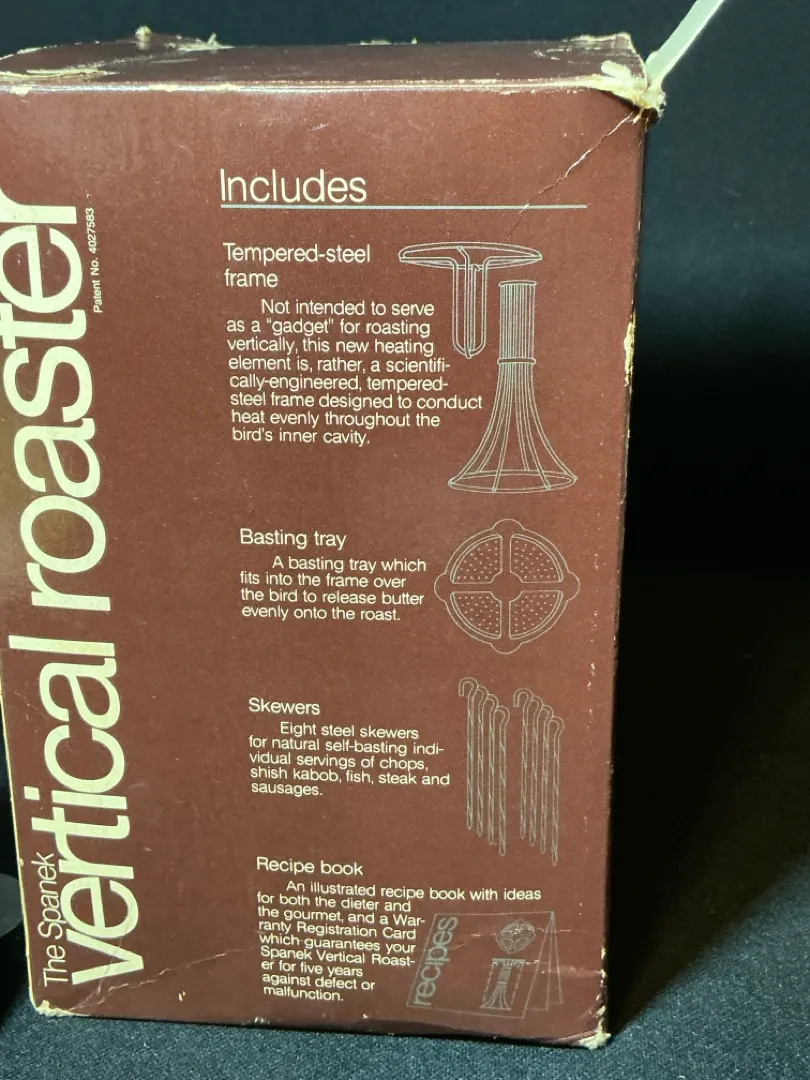 The Spanek
vertical roaster
Patent No. 4027583
Includes
Tempered-steel
frame
Not intended to serve
as a "gadget" for roasting
vertically, this new heating
element is, rather, a scientifi-
cally-engineered, tempered-
steel frame designed to conduct
heat evenly throughout the
bird's inner cavity.
Basting tray
A basting tray which
fits into the frame over
the bird to release butter
evenly onto the roast.
Skewers
Eight steel skewers
for natural self-basting indi-
vidual servings of chops,
shish kabob, fish, steak and
sausages.
Recipe book
An illustrated recipe book with ideas
for both the dieter and
the gourmet, and a War-
ranty Registration Card
which guarantees your
Spanek Vertical Roast-
er for five years
against defect or
malfunction.
recipes